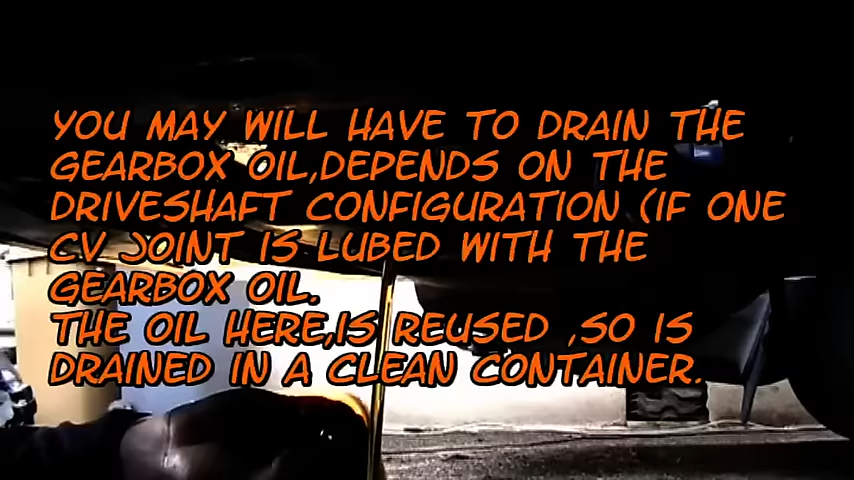 YOU MAY WILL HAVE TO DRAIN THE
GEARBOX OIL,DEPENDS ON THE
DRIVESHAFT CONFIGURATION (IF ONE
CV JOINT IS LUBED WITH THE
GEARBOX OIL.
THE OIL HERE,IS REUSED ,SO IS
DRAINED IN A CLEAN CONTAINER.